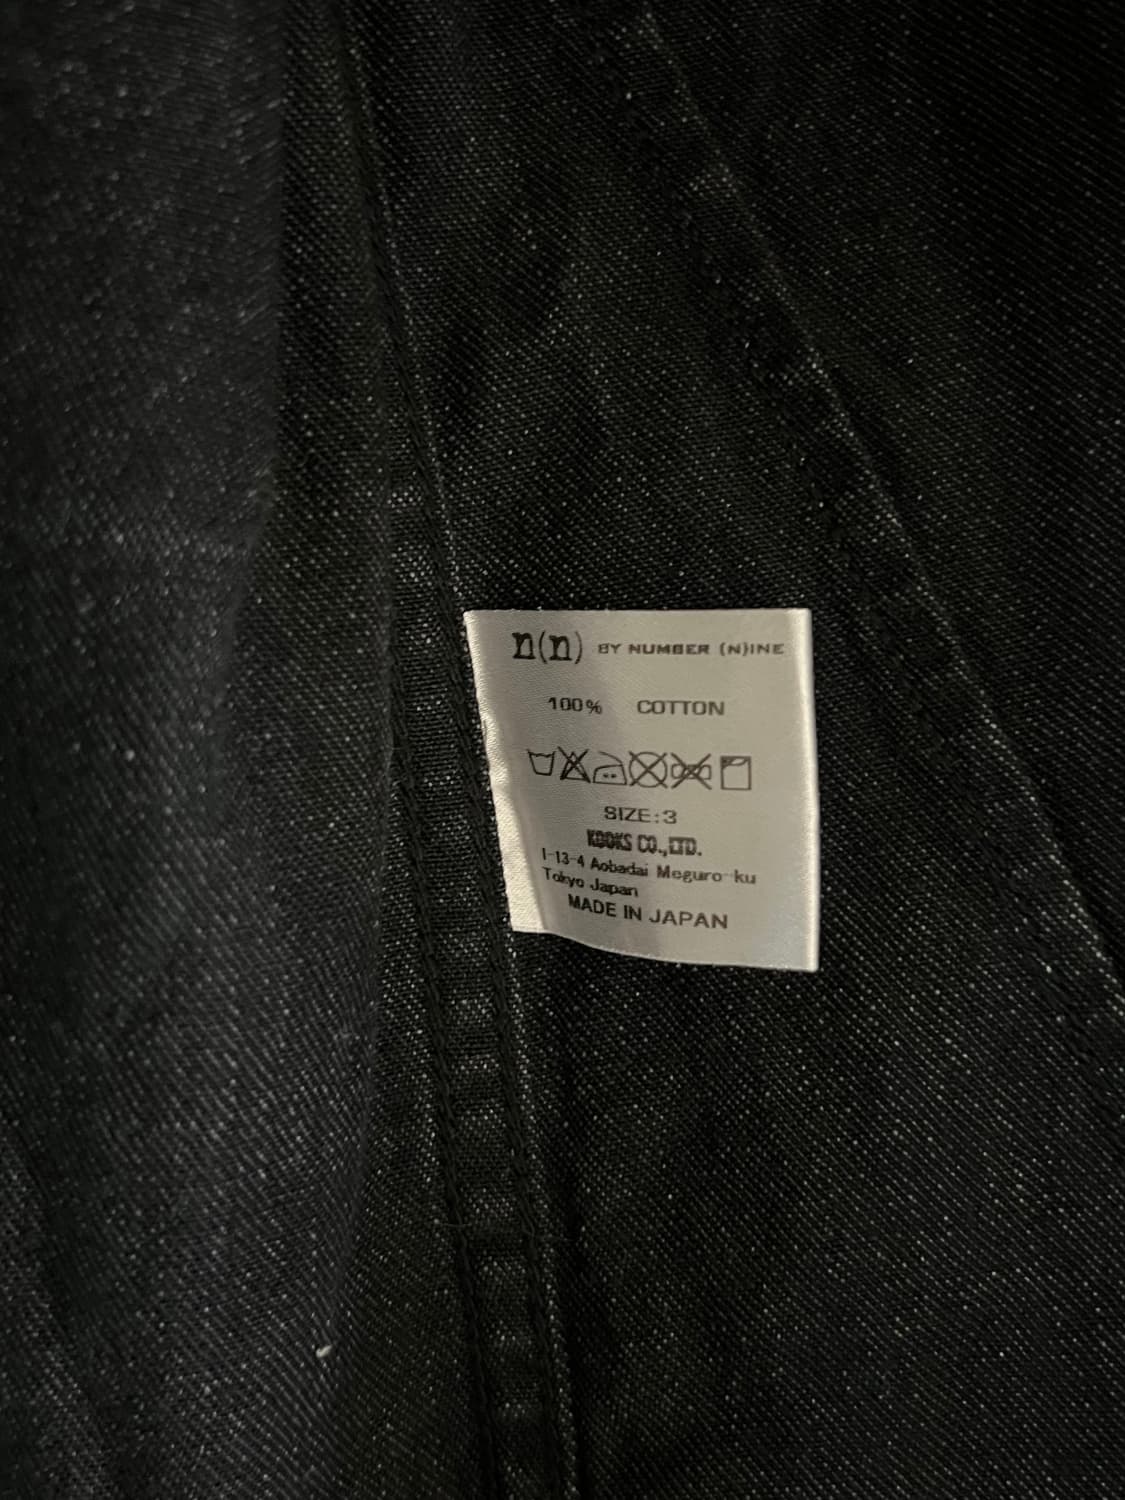 n(n) BY NUMBER (N)INE
100% COTTON
SIZE:3
KOOKS CO.,LTD.
1-13-4 Aobadai Meguro-ku
Tokyo Japan
MADE IN JAPAN